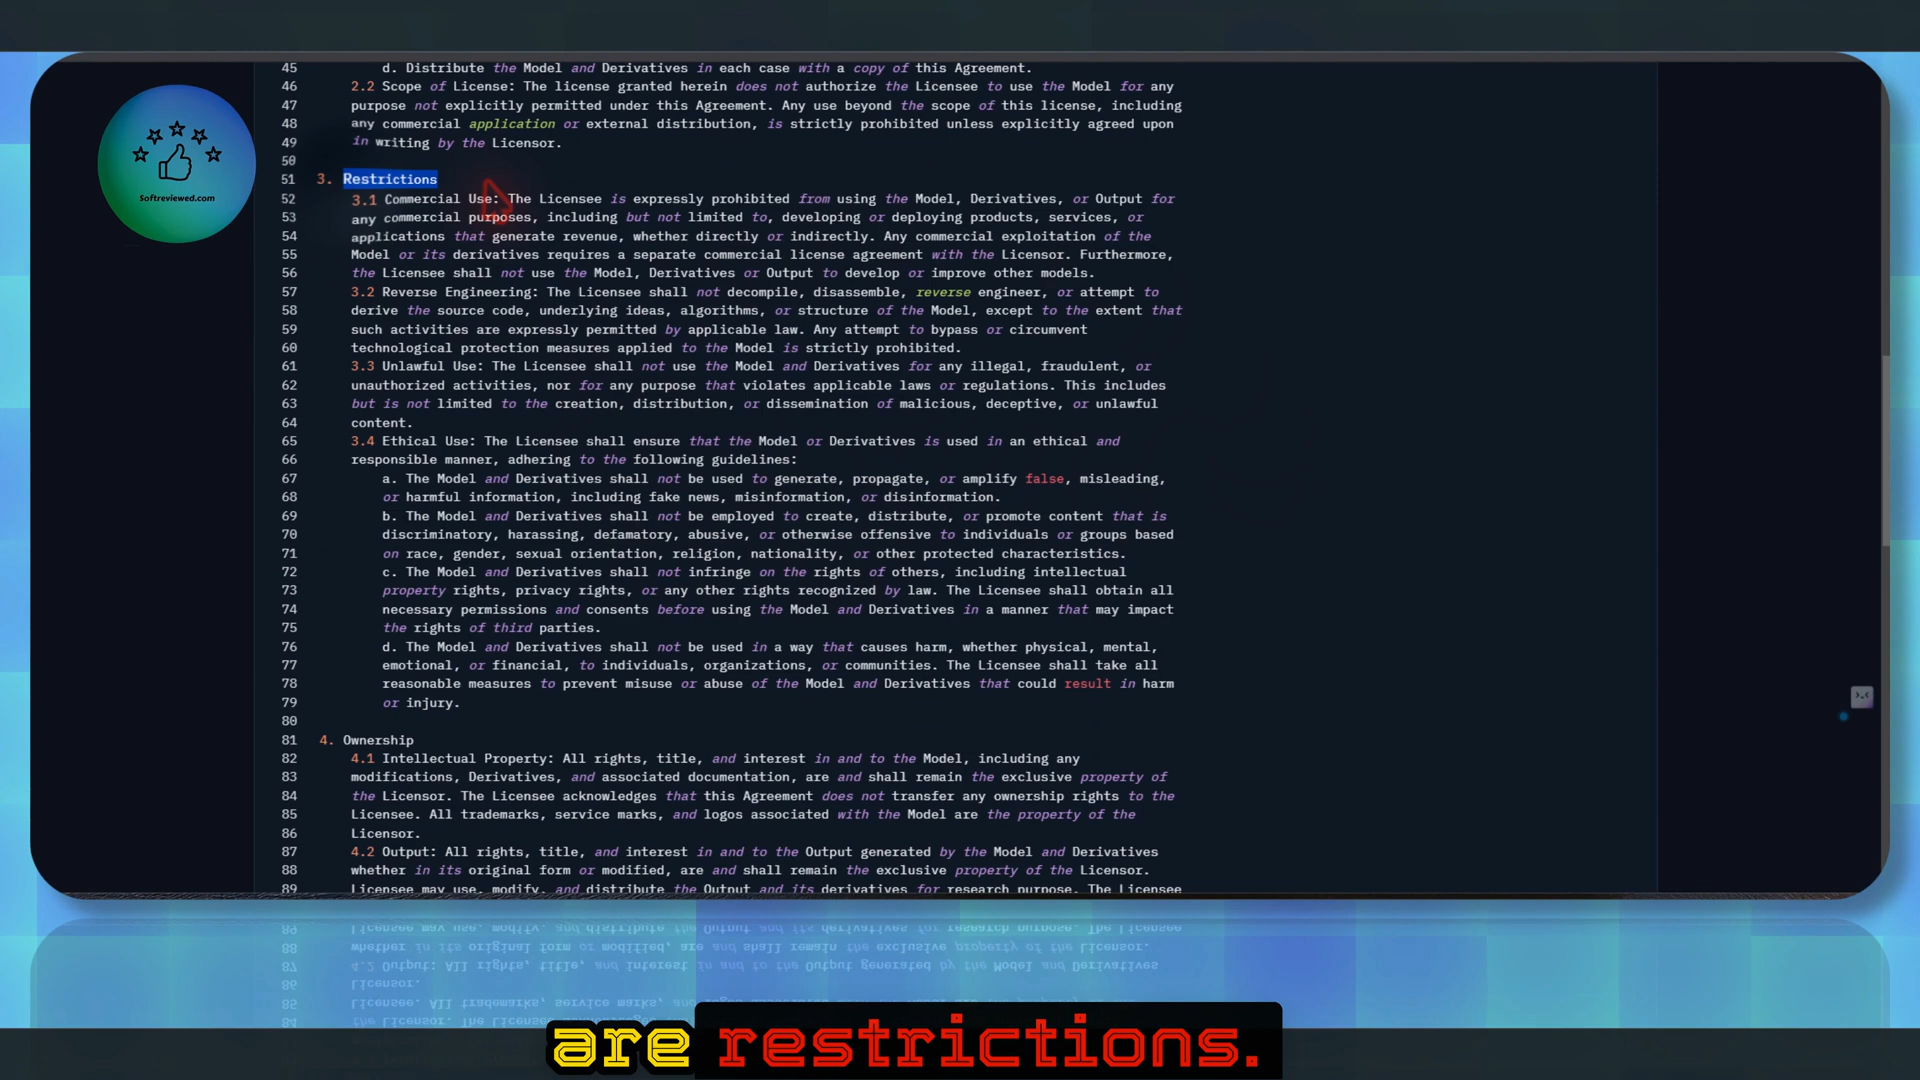 Softreviewed.com
45 d. Distribute the Model and Derivatives in each case with a copy of this Agreement.
46 2.2 Scope of License: The license granted herein does not authorize the Licensee to use the Model for any
47 purpose not explicitly permitted under this Agreement. Any use beyond the scope of this license, including
48 any commercial application or external distribution, is strictly prohibited unless explicitly agreed upon
49 in writing by the Licensor.
50
51 3. Restrictions
52 3.1 Commercial Use: The Licensee is expressly prohibited from using the Model, Derivatives, or Output for
53 any commercial purposes, including but not limited to, developing or deploying products, services, or
54 applications that generate revenue, whether directly or indirectly. Any commercial exploitation of the
55 Model or its derivatives requires a separate commercial license agreement with the Licensor. Furthermore,
56 the Licensee shall not use the Model, Derivatives or Output to develop or improve other models.
57 3.2 Reverse Engineering: The Licensee shall not decompile, disassemble, reverse engineer, or attempt to
58 derive the source code, underlying ideas, algorithms, or structure of the Model, except to the extent that
59 such activities are expressly permitted by applicable law. Any attempt to bypass or circumvent
60 technological protection measures applied to the Model is strictly prohibited.
61 3.3 Unlawful Use: The Licensee shall not use the Model and Derivatives for any illegal, fraudulent, or
62 unauthorized activities, nor for any purpose that violates applicable laws or regulations. This includes
63 but is not limited to the creation, distribution, or dissemination of malicious, deceptive, or unlawful
64 content.
65 3.4 Ethical Use: The Licensee shall ensure that the Model or Derivatives is used in an ethical and
66 responsible manner, adhering to the following guidelines:
67 a. The Model and Derivatives shall not be used to generate, propagate, or amplify false, misleading,
68 or harmful information, including fake news, misinformation, or disinformation.
69 b. The Model and Derivatives shall not be employed to create, distribute, or promote content that is
70 discriminatory, harassing, defamatory, abusive, or otherwise offensive to individuals or groups based
71 on race, gender, sexual orientation, religion, nationality, or other protected characteristics.
72 c. The Model and Derivatives shall not infringe on the rights of others, including intellectual
73 property rights, privacy rights, or any other rights recognized by law. The Licensee shall obtain all
74 necessary permissions and consents before using the Model and Derivatives in a manner that may impact
75 the rights of third parties.
76 d. The Model and Derivatives shall not be used in a way that causes harm, whether physical, mental,
77 emotional, or financial, to individuals, organizations, or communities. The Licensee shall take all
78 reasonable measures to prevent misuse or abuse of the Model and Derivatives that could result in harm
79 or injury.
80
81 4. Ownership
82 4.1 Intellectual Property: All rights, title, and interest in and to the Model, including any
83 modifications, Derivatives, and associated documentation, are and shall remain the exclusive property of
84 the Licensor. The Licensee acknowledges that this Agreement does not transfer any ownership rights to the
85 Licensee. All trademarks, service marks, and logos associated with the Model are the property of the
86 Licensor.
87 4.2 Output: All rights, title, and interest in and to the Output generated by the Model and Derivatives
88 whether in its original form or modified, are and shall remain the exclusive property of the Licensor.
89 Licensee may use, modify, and distribute the Output and its derivatives for research purpose. The Licensee
are restrictions.